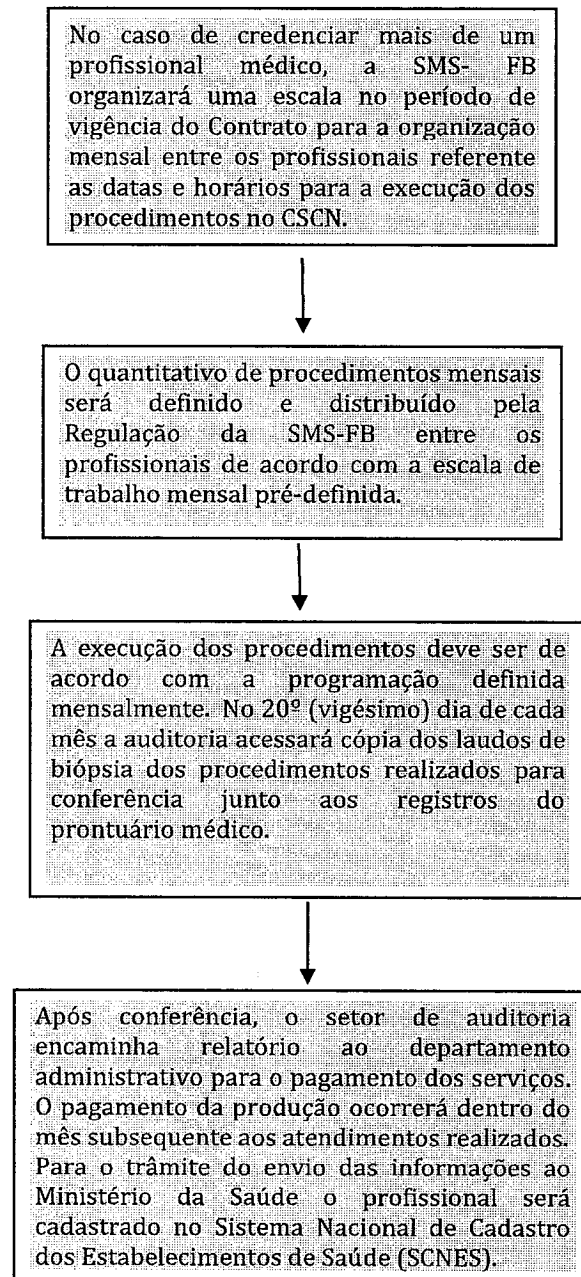 No caso de credenciar mais de um
profissional médico, a SMS- FB
organizará uma escala no período de
vigência do Contrato para a organização
mensal entre os profissionais referente
as datas e horários para a execução dos
procedimentos no CSCN.
O quantitativo de procedimentos mensais
será definido e distribuído pela
Regulação da SMS-FB entre os
profissionais de acordo com a escala de
trabalho mensal pré-definida.
A execução dos procedimentos deve ser de
acordo com a programação definida
mensalmente. No 20º (vigésimo) dia de cada
mês a auditoria acessará cópia dos laudos de
biópsia dos procedimentos realizados para
conferência junto aos registros do
prontuário médico.
Após conferência, o setor de auditoria
encaminha relatório ao departamento
administrativo para o pagamento dos serviços.
O pagamento da produção ocorrerá dentro do
mês subsequente aos atendimentos realizados.
Para o trâmite do envio das informações ao
Ministério da Saúde o profissional será
cadastrado no Sistema Nacional de Cadastro
dos Estabelecimentos de Saúde (SCNES).